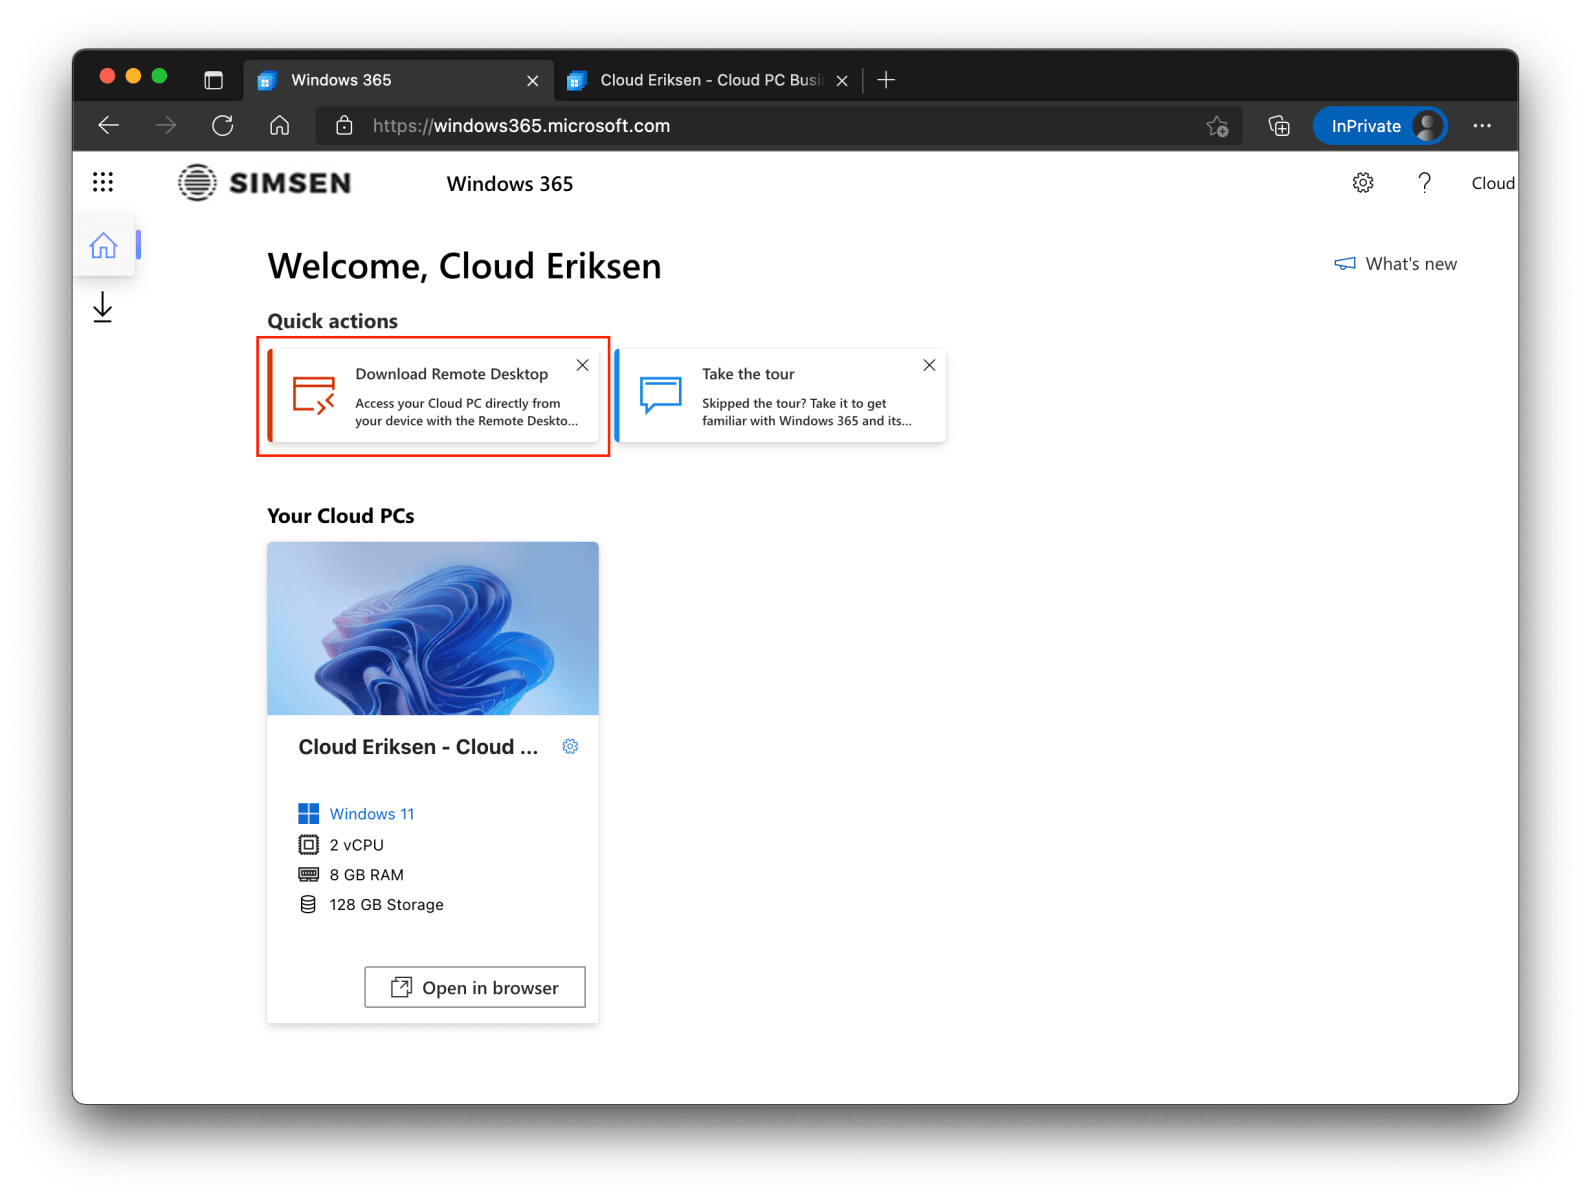 Windows 365
Cloud Eriksen - Cloud PC Busi
https://windows365.microsoft.com
InPrivate
SIMSEN
Windows 365
?
Cloud
Welcome, Cloud Eriksen
What's new
Quick actions
Download Remote Desktop
Access your Cloud PC directly from
your device with the Remote Deskto...
Take the tour
Skipped the tour? Take it to get
familiar with Windows 365 and its...
Your Cloud PCs
Cloud Eriksen - Cloud ...
Windows 11
2 vCPU
8 GB RAM
128 GB Storage
Open in browser